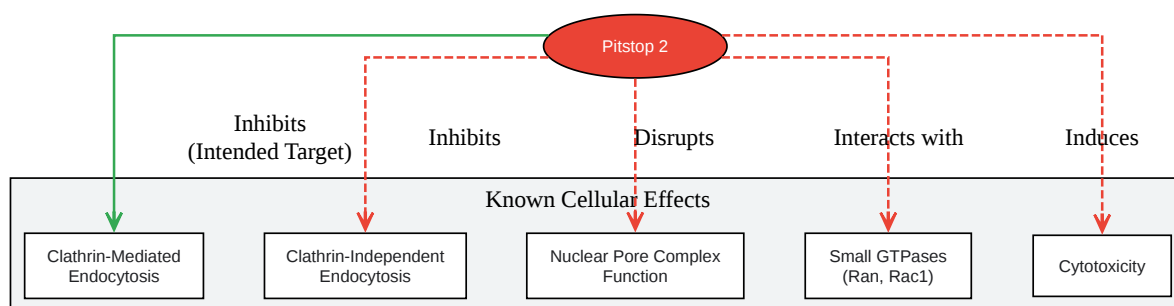 Pitstop 2
Inhibits
(Intended Target)
Inhibits
Disrupts
Interacts with
Induces
Known Cellular Effects
Clathrin-Mediated
Endocytosis
Clathrin-Independent
Endocytosis
Nuclear Pore Complex
Function
Small GTPases
(Ran, Rac1)
Cytotoxicity